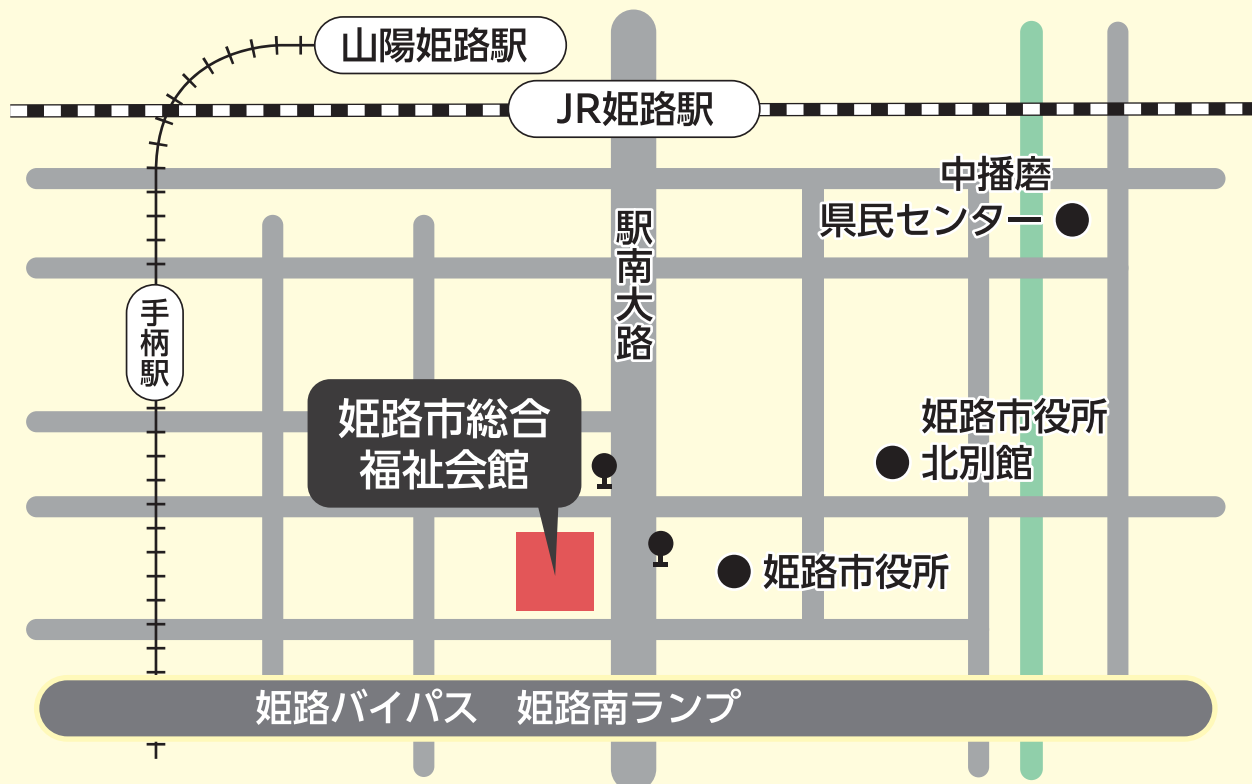 山陽姫路駅
JR姫路駅
中播磨
県民センター
駅南大路
手柄駅
姫路市総合
福祉会館
姫路市役所
北別館
姫路市役所
姫路バイパス　姫路南ランプ